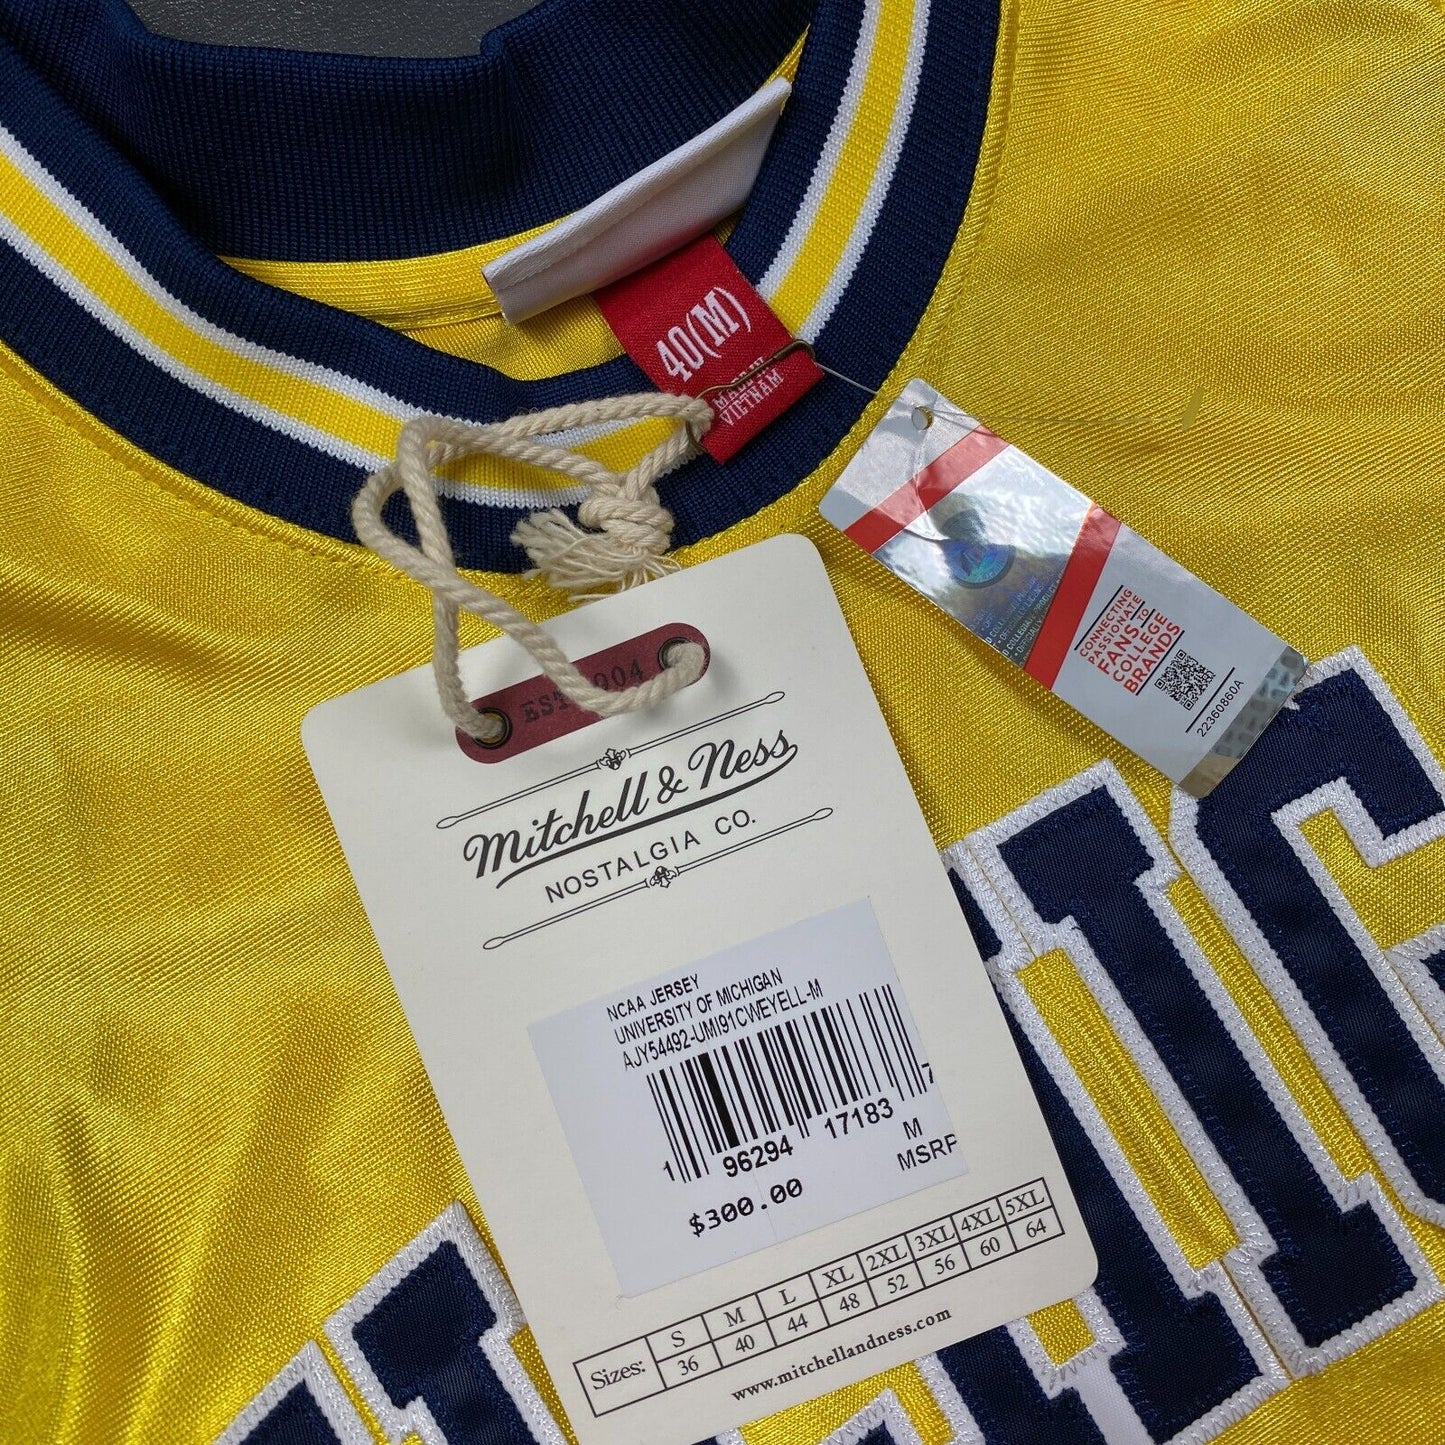 40(M)
MADE IN
VIETNAM
CONNECTING
PASSIONATE
FANS TO
COLLEGE
BRANDS
22360860A
EST. 1904
Mitchell & Ness
NOSTALGIA CO.
NCAA JERSEY
UNIVERSITY OF MICHIGAN
AJY54492-UMI91CWEYELL-M
1 96294 17183 7
M
$300.00 MSRP
Sizes: S M L XL 2XL 3XL 4XL 5XL
36 40 44 48 52 56 60 64
www.mitchellandness.com